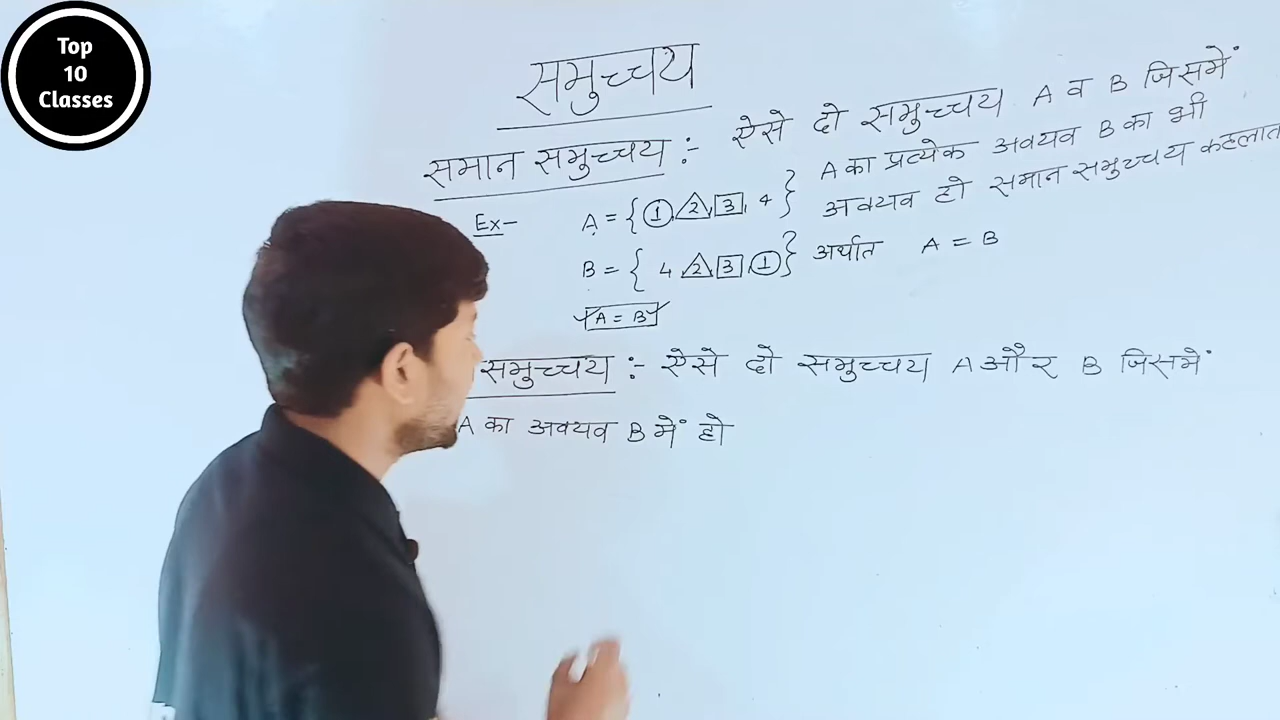 Top
10
Classes
समुच्चय
समान समुच्चय :- ऐसे दो समुच्चय A व B जिसमें
A का प्रत्येक अवयव B का भी
अवयव हो समान समुच्चय कहलात
Ex- A = { 1, 2, 3, 4 }
B = { 4, 2, 3, 1 } अर्थात A = B
A = B
समुच्चय :- ऐसे दो समुच्चय A और B जिसमें
A का अवयव B में हो